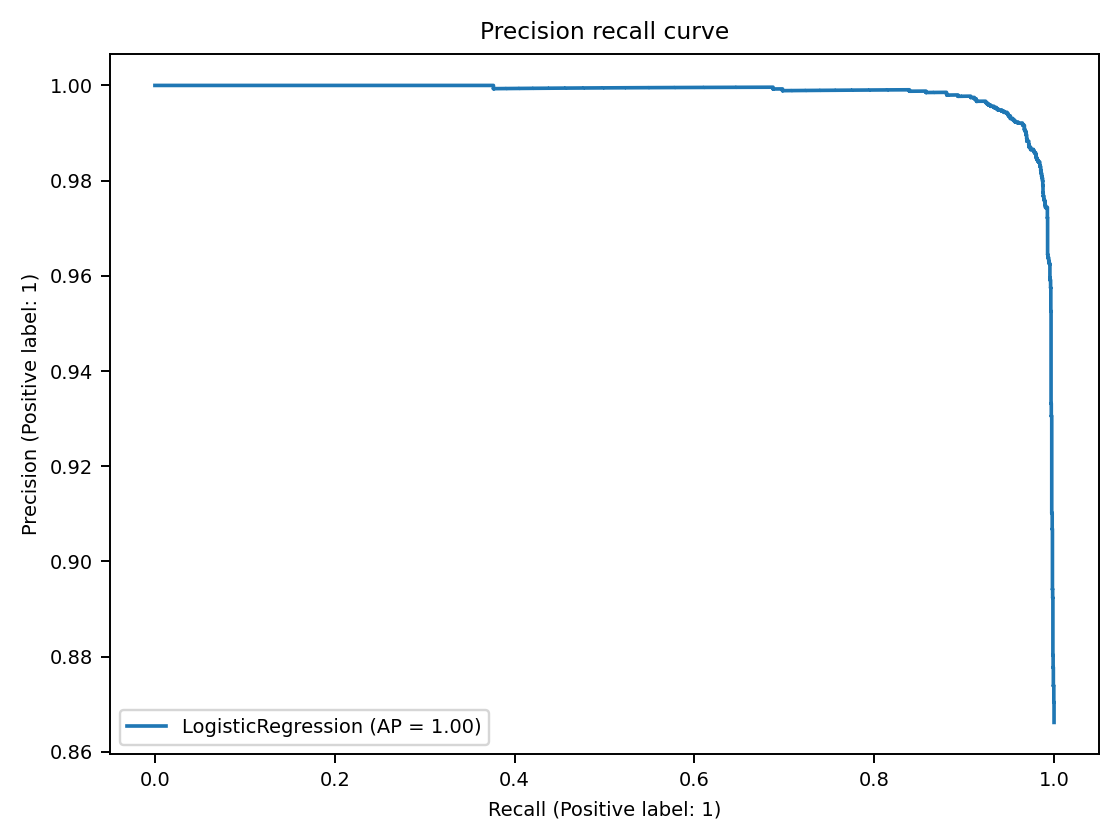 Precision recall curve
Precision (Positive label: 1)
1.00
0.98
0.96
0.94
0.92
0.90
0.88
0.86
LogisticRegression (AP = 1.00)
0.0 0.2 0.4 0.6 0.8 1.0
Recall (Positive label: 1)